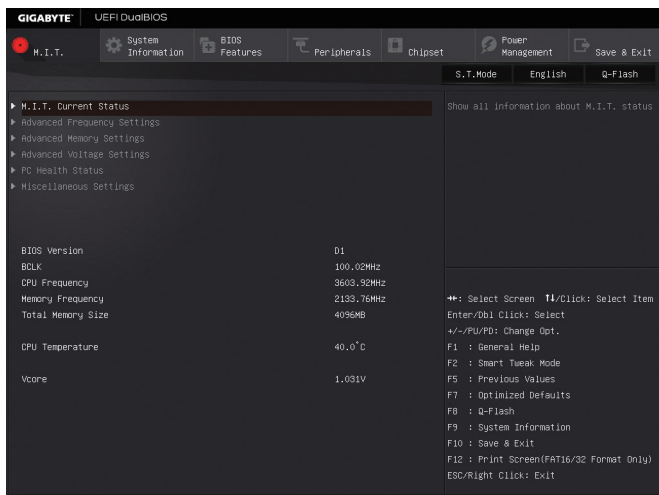 GIGABYTE™ UEFI DualBIOS
M.I.T.
System Information
BIOS Features
Peripherals
Chipset
Power Management
Save & Exit
S.T.Mode English Q-Flash
M.I.T. Current Status
Advanced Frequency Settings
Advanced Memory Settings
Advanced Voltage Settings
PC Health Status
Miscellaneous Settings
BIOS Version D1
BCLK 100.02MHz
CPU Frequency 3603.92MHz
Memory Frequency 2133.76MHz
Total Memory Size 4096MB
CPU Temperature 40.0°C
Vcore 1.031V
Show all information about M.I.T. status
→←: Select Screen ↑↓/Click: Select Item
Enter/Dbl Click: Select
+/-/PU/PD: Change Opt.
F1 : General Help
F2 : Smart Tweak Mode
F5 : Previous Values
F7 : Optimized Defaults
F8 : Q-Flash
F9 : System Information
F10 : Save & Exit
F12 : Print Screen(FAT16/32 Format Only)
ESC/Right Click: Exit